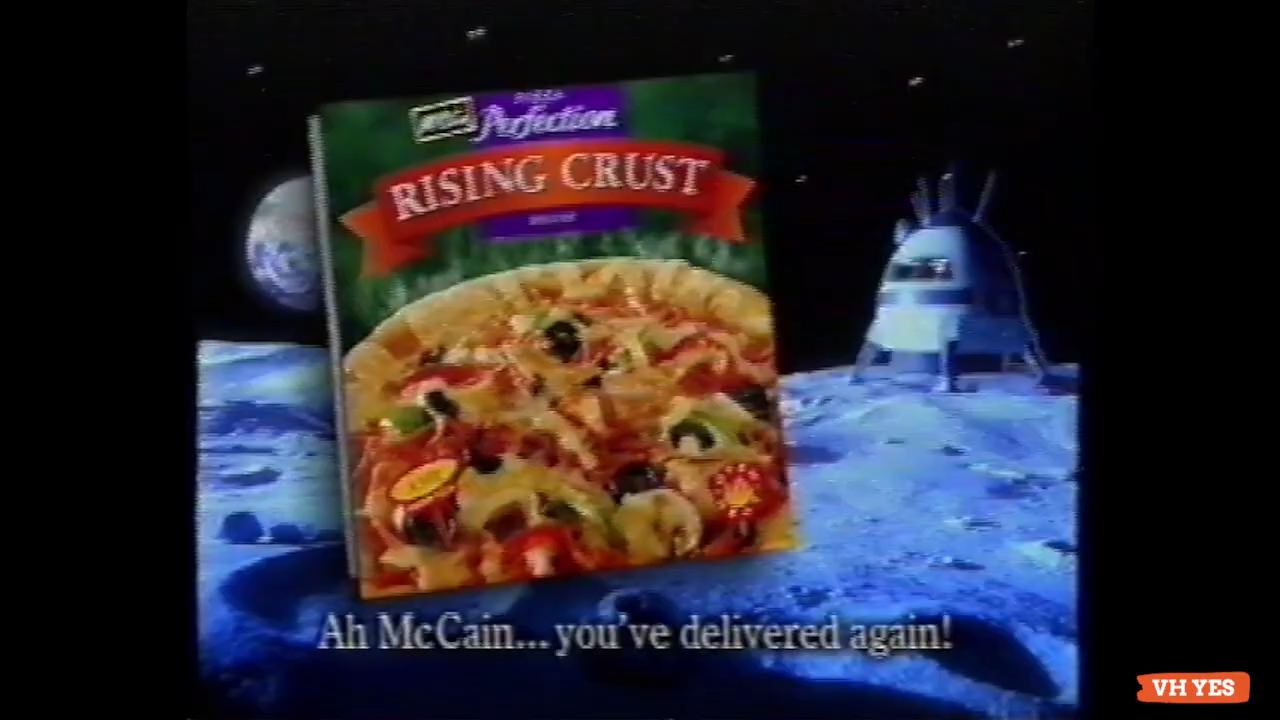 Perfection
RISING CRUST
Ah McCain... you've delivered again!
VH YES